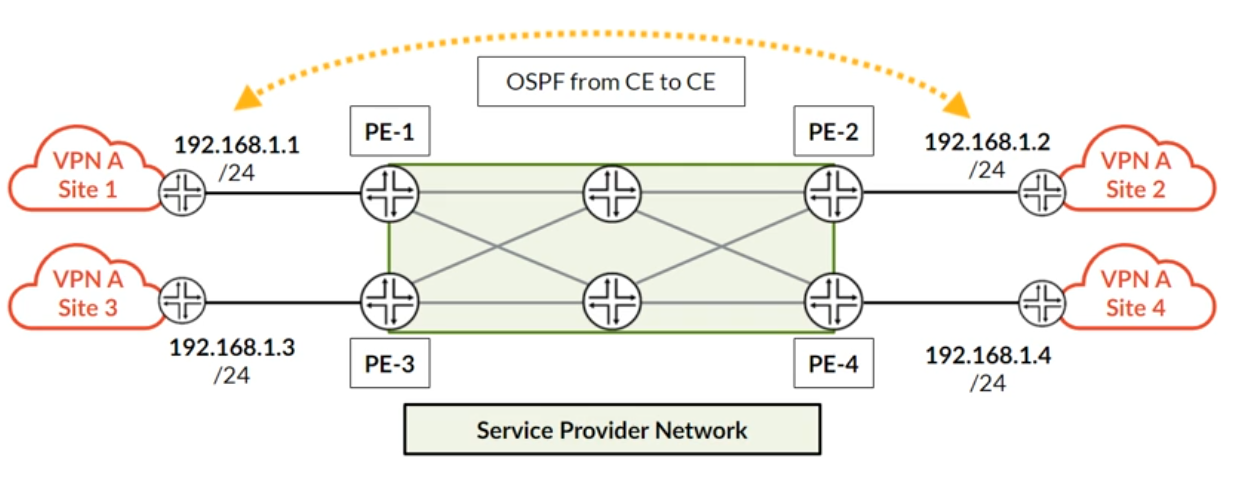 OSPF from CE to CE
PE-1
PE-2
192.168.1.1
/24
192.168.1.2
/24
VPN A
Site 1
VPN A
Site 2
VPN A
Site 3
VPN A
Site 4
192.168.1.3
/24
192.168.1.4
/24
PE-3
PE-4
Service Provider Network